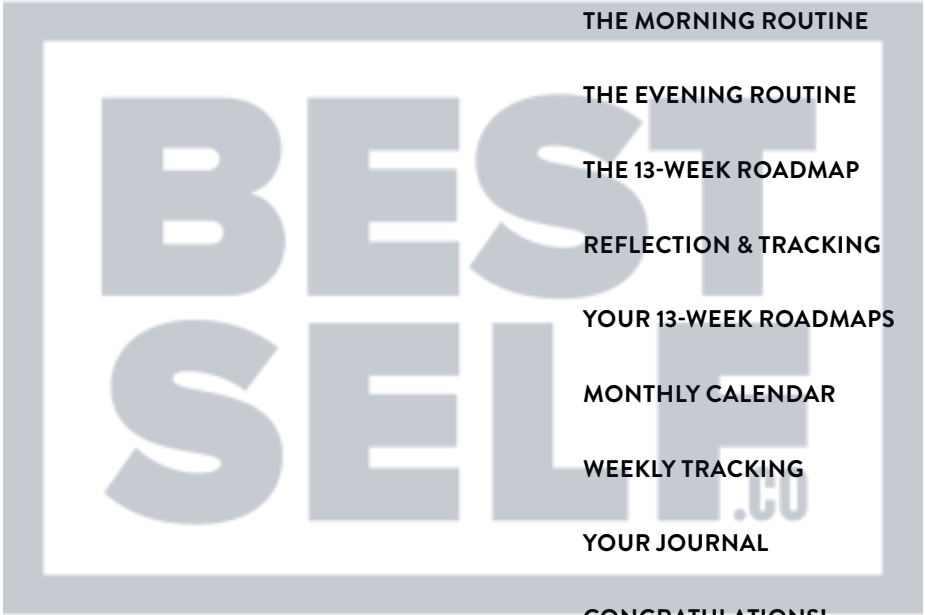 THE MORNING ROUTINE
THE EVENING ROUTINE
THE 13-WEEK ROADMAP
REFLECTION & TRACKING
YOUR 13-WEEK ROADMAPS
MONTHLY CALENDAR
WEEKLY TRACKING
YOUR JOURNAL
CONGRATULATIONS!
BEST
SELF
.CO